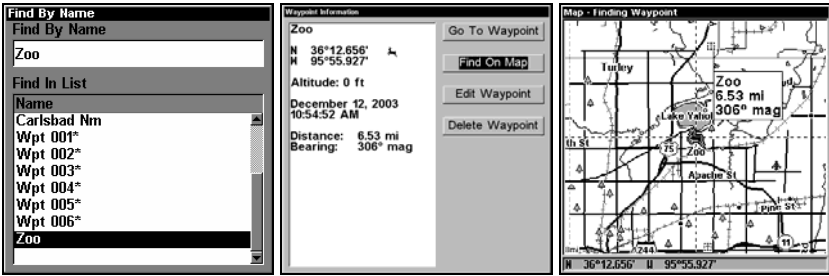 Find By Name
Find By Name
Zoo
Find In List
Name
Carlsbad Nm
Wpt 001*
Wpt 002*
Wpt 003*
Wpt 004*
Wpt 005*
Wpt 006*
Zoo
Waypoint Information
Zoo
N 36°12.656'
W 95°55.927'
Altitude: 0 ft
December 12, 2003
10:54:52 AM
Distance: 6.53 mi
Bearing: 306° mag
Go To Waypoint
Find On Map
Edit Waypoint
Delete Waypoint
Map - Finding Waypoint
Turley
Zoo
6.53 mi
306° mag
Lake Yahol
th St
75
Zoo
Apache St
Pine St
244
11
N 36°12.656' W 95°55.927'